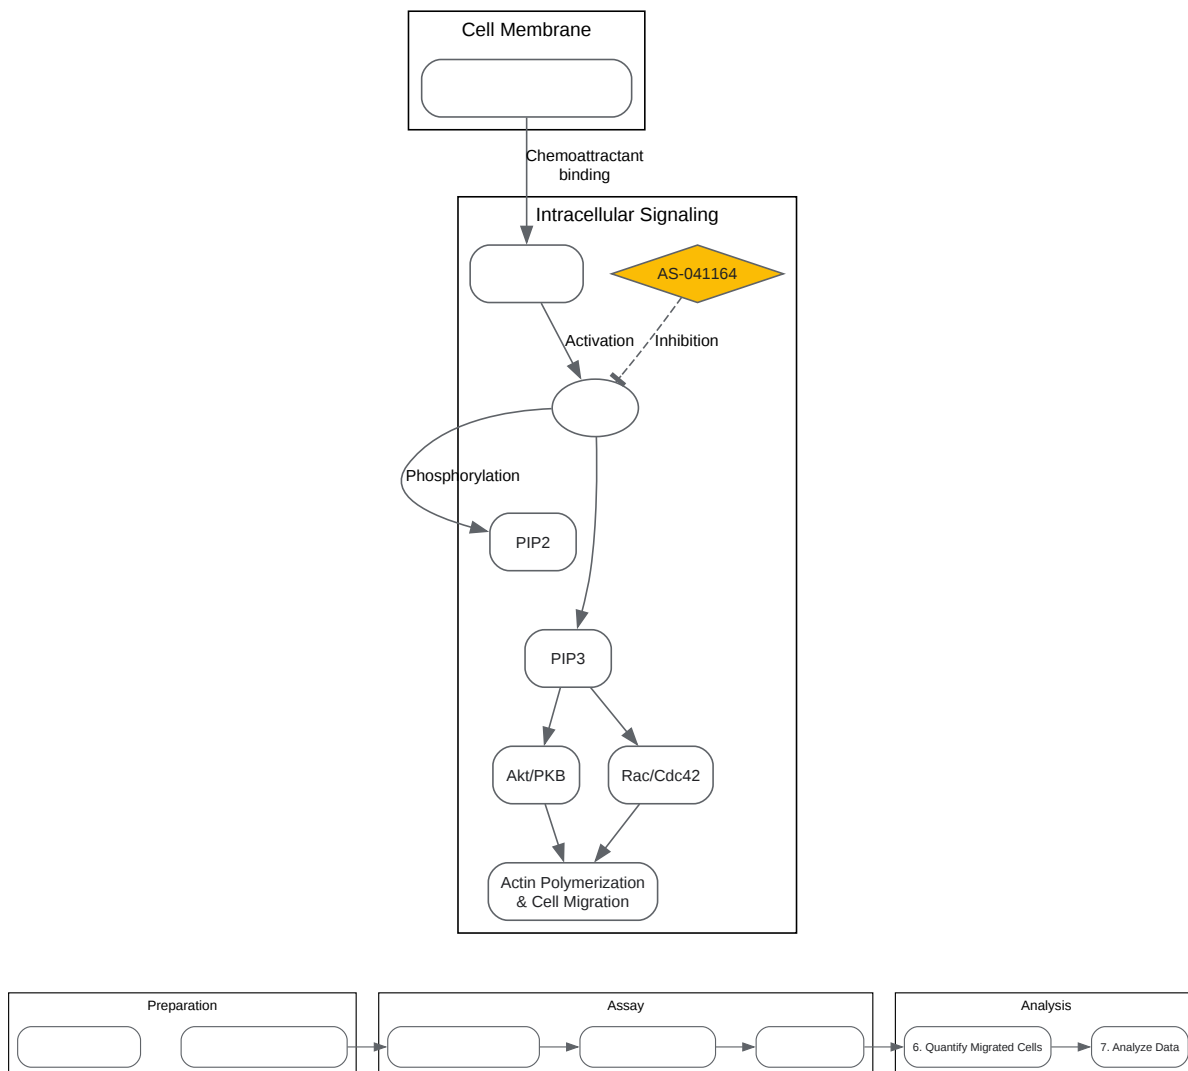 Cell Membrane
Chemoattractant
binding
Intracellular Signaling
AS-041164
Activation
Inhibition
Phosphorylation
PIP2
PIP3
Akt/PKB
Rac/Cdc42
Actin Polymerization
& Cell Migration
Preparation
Assay
Analysis
6. Quantify Migrated Cells
7. Analyze Data